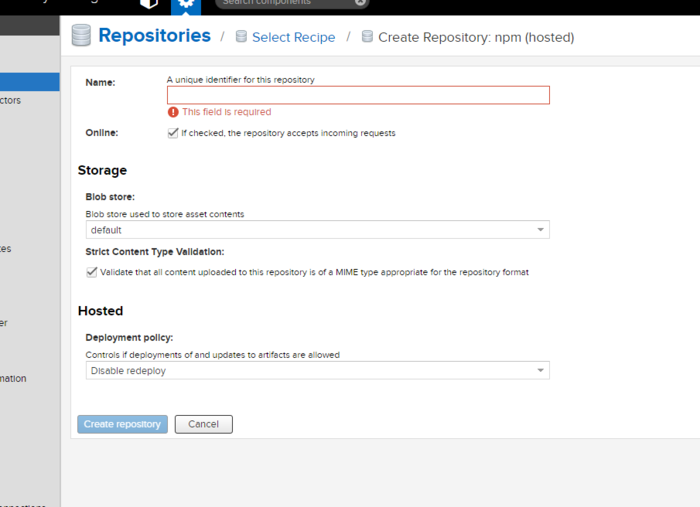 Search components
Repositories / Select Recipe / Create Repository: npm (hosted)
ctors
Name:
A unique identifier for this repository
This field is required
Online:
If checked, the repository accepts incoming requests
Storage
Blob store:
Blob store used to store asset contents
default
Strict Content Type Validation:
Validate that all content uploaded to this repository is of a MIME type appropriate for the repository format
Hosted
er
Deployment policy:
Controls if deployments of and updates to artifacts are allowed
Disable redeploy
mation
Create repository
Cancel